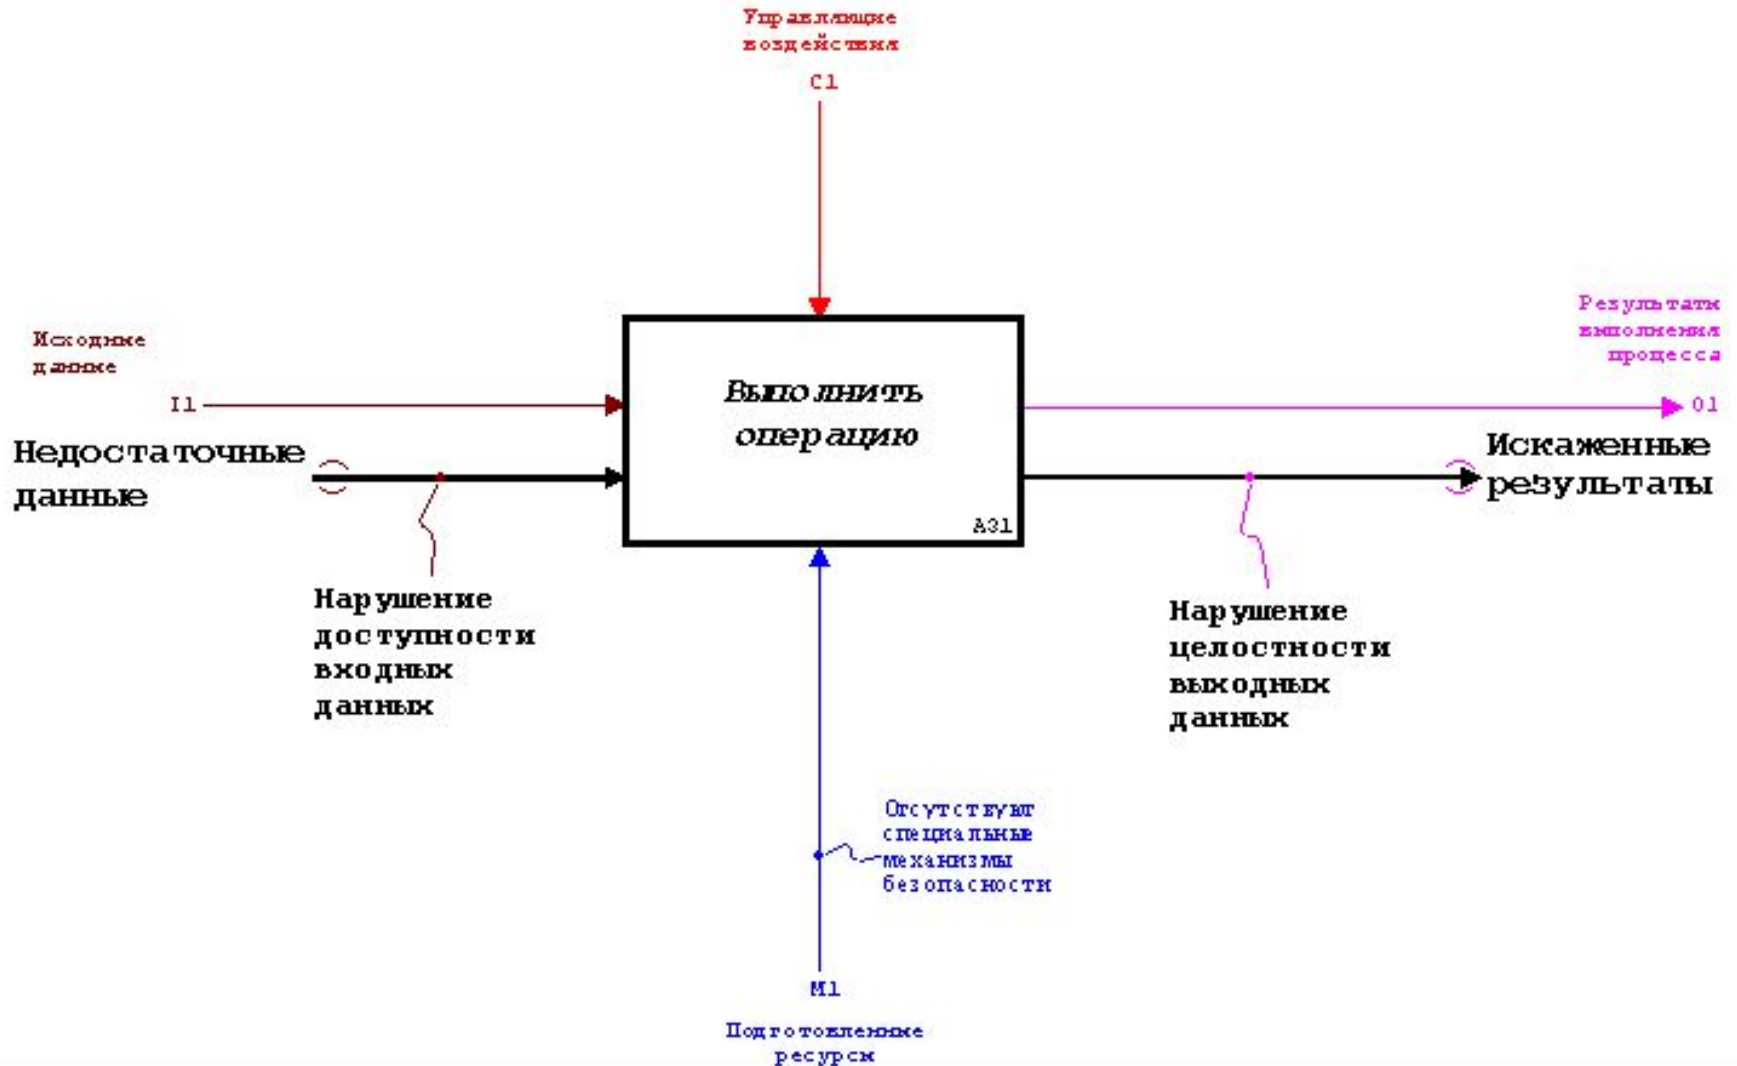 Управляющие
воздействия
C1
Исходные
данные
I1
Недостаточные
данные
Нарушение
доступности
входных
данных
Выполнить
операцию
A31
Результаты
выполнения
процесса
O1
Искаженные
результаты
Нарушение
целостности
выходных
данных
Отсутствуют
специальные
механизмы
безопасности
M1
Подготовленные
ресурсы